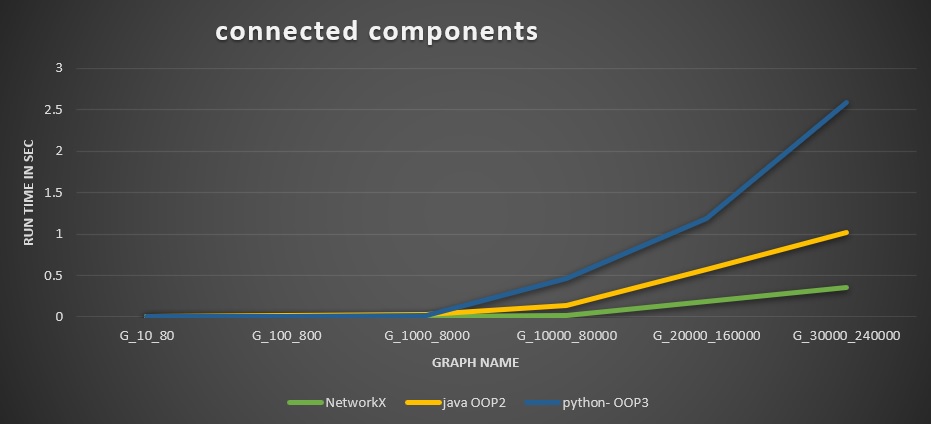 connected components
3
2.5
2
1.5
1
0.5
0
RUN TIME IN SEC
G_10_80 G_100_800 G_1000_8000 G_10000_80000 G_20000_160000 G_30000_240000
GRAPH NAME
NetworkX java OOP2 python- OOP3